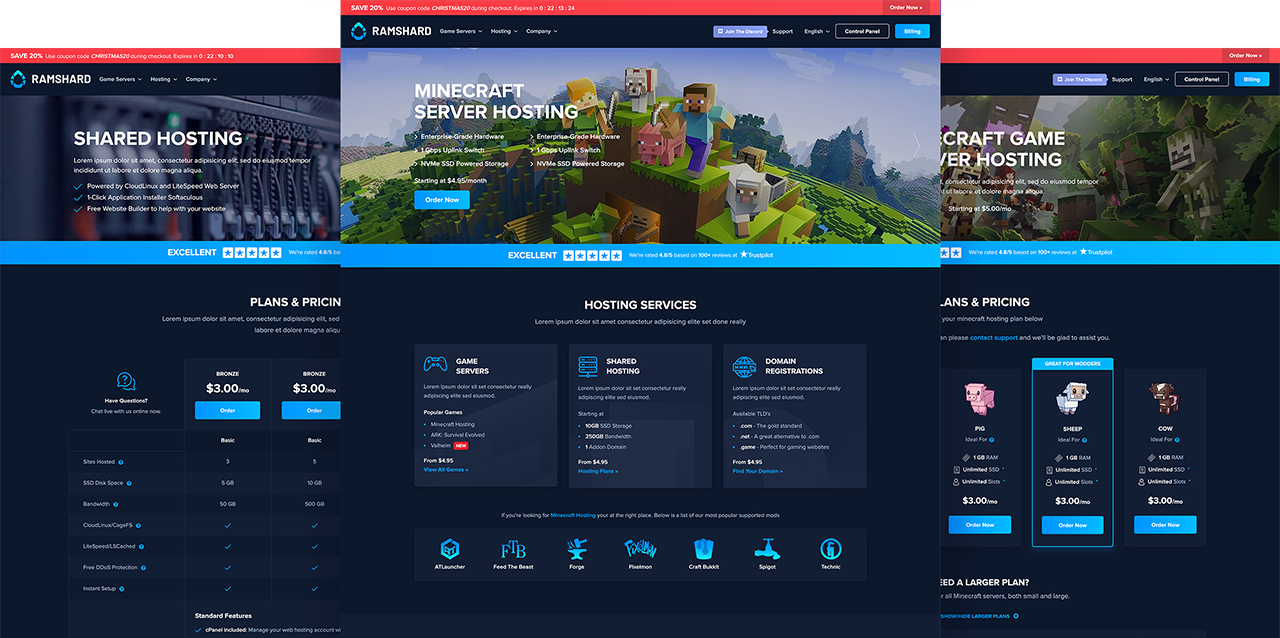 SAVE 20% Use coupon code CHRISTMAS20 during checkout. Expires in 0 : 22 : 10 : 10
RAMSHARD Game Servers Hosting Company
SHARED HOSTING
Lorem ipsum dolor sit amet, consectetur adipisicing elit, sed do eiusmod tempor
incididunt ut labore et dolore magna aliqua.
Powered by CloudLinux and LiteSpeed Web Server
1-Click Application Installer Softaculous
Free Website Builder to help with your website
EXCELLENT We're rated 4.8/5 ba
PLANS & PRICIN
Lorem ipsum dolor sit amet, consectetur adipisicing elit, sed
labore et dolore magna aliqu
Have Questions?
Chat live with us online now.
BRONZE BRONZE
$3.00/mo $3.00/mo
Order Order
Basic Basic
Sites Hosted 3 5
SSD Disk Space 5 GB 10 GB
Bandwidth 50 GB 500 GB
CloudLinux/CageFS
LiteSpeed/LSCached
Free DDoS Protection
Instant Setup
Standard Features
cPanel included: Manage your web hosting account wi
SAVE 20% Use coupon code CHRISTMAS20 during checkout. Expires in 0 : 22 : 13 : 24 Order Now »
RAMSHARD Game Servers Hosting Company Join The Discord Support English Control Panel Billing
MINECRAFT
SERVER HOSTING
Enterprise-Grade Hardware Enterprise-Grade Hardware
1 Gbps Uplink Switch 1 Gbps Uplink Switch
NVMe SSD Powered Storage NVMe SSD Powered Storage
Starting at $4.95/month
Order Now
EXCELLENT We're rated 4.8/5 based on 100+ reviews at Trustpilot
HOSTING SERVICES
Lorem ipsum dolor sit amet consectetur adipisicing elite set done really
GAME
SERVERS
Lorem ipsum dolor sit set consectetur really
adipisicing elite sed eiusmod.
Popular Games
Minecraft Hosting
ARK: Survival Evolved
Valheim NEW
From $4.95
View All Games »
SHARED
HOSTING
Lorem ipsum dolor sit set consectetur really
adipisicing elite sed eiusmod.
Starting at
10GB SSD Storage
250GB Bandwidth
1 Addon Domain
From $4.95
Hosting Plans »
DOMAIN
REGISTRATIONS
Lorem ipsum dolor sit set consectetur really
adipisicing elite sed eiusmod.
Available TLD's
.com - The gold standard
.net - A great alternative to .com
.game - Perfect for gaming websites
From $4.95
Find Your Domain »
If you're looking for Minecraft Hosting your at the right place. Below is a list of our most popular supported mods
FTB PIXELMON
ATLauncher Feed The Beast Forge Pixelmon Craft Bukkit Spigot Technic
Order Now »
Join The Discord Support English Control Panel Billing
CRAFT GAME
VER HOSTING
, consectetur adipisicing elit, sed do eiusmod tempor
nt ut labore et dolore magna aliqua.
Starting at $5.00/mo
We're rated 4.8/5 based on 100+ reviews at Trustpilot
LANS & PRICING
your minecraft hosting plan below
an please contact support and we'll be glad to assist you.
GREAT FOR MODDERS
PIG SHEEP COW
Ideal For Ideal For Ideal For
1 GB RAM 1 GB RAM 1 GB RAM
Unlimited SSD * Unlimited SSD * Unlimited SSD *
Unlimited Slots * Unlimited Slots * Unlimited Slots *
$3.00/mo $3.00/mo $3.00/mo
Order Now Order Now Order Now
EED A LARGER PLAN?
r all Minecraft servers, both small and large.
SHOW/HIDE LARGER PLANS